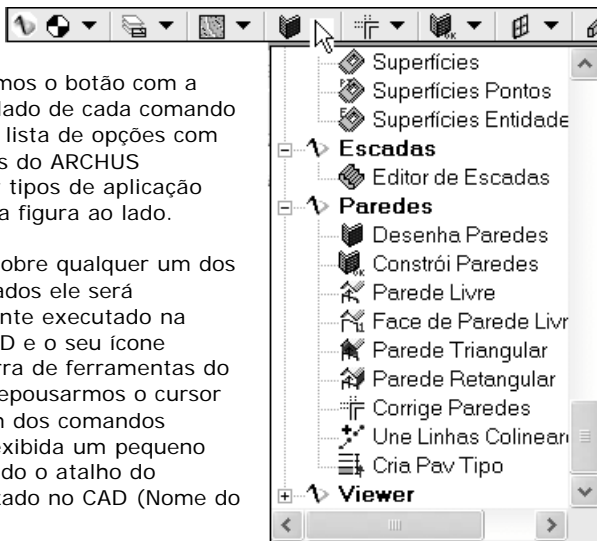 mos o botão com a
lado de cada comando
lista de opções com
s do ARCHUS
tipos de aplicação
a figura ao lado.
obre qualquer um dos
ados ele será
nte executado na
D e o seu ícone
rra de ferramentas do
epousarmos o cursor
n dos comandos
exibida um pequeno
do o atalho do
zado no CAD (Nome do
Superfícies
Superfícies Pontos
Superfícies Entidade
Escadas
Editor de Escadas
Paredes
Desenha Paredes
Constrói Paredes
Parede Livre
Face de Parede Livr
Parede Triangular
Parede Retangular
Corrige Paredes
Une Linhas Colinear
Cria Pav Tipo
Viewer